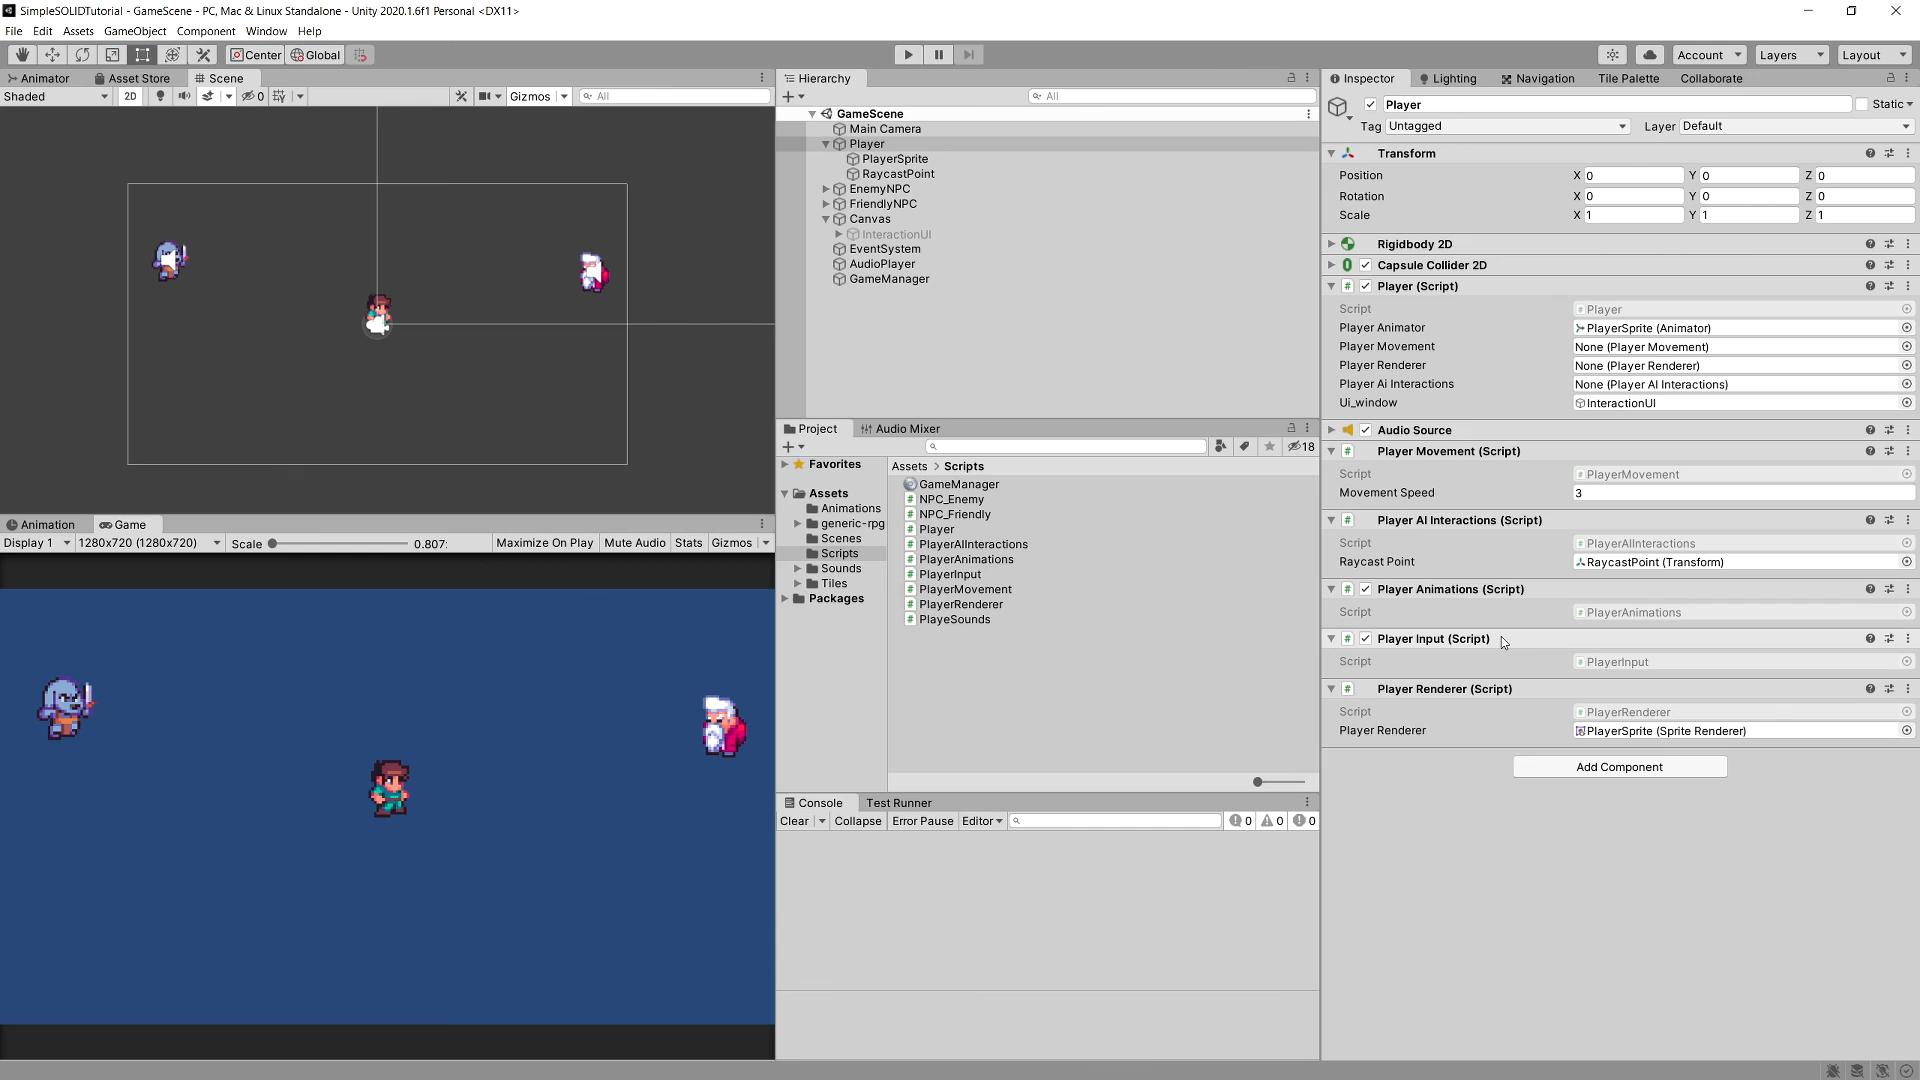 SimpleSOLIDTutorial - GameScene - PC, Mac & Linux Standalone - Unity 2020.1.6f1 Personal <DX11>
File Edit Assets GameObject Component Window Help
Center Global Account Layers Layout
Animator Asset Store Scene
Shaded 2D 0 Gizmos All
Animation Game
Display 1 1280x720 (1280x720) Scale 0.807: Maximize On Play Mute Audio Stats Gizmos
Hierarchy
All
GameScene
Main Camera
Player
PlayerSprite
RaycastPoint
EnemyNPC
FriendlyNPC
Canvas
InteractionUI
EventSystem
AudioPlayer
GameManager
Project Audio Mixer
18
Favorites
Assets
Animations
generic-rpg
Scenes
Scripts
Sounds
Tiles
Packages
Assets > Scripts
GameManager
NPC_Enemy
NPC_Friendly
Player
PlayerAIInteractions
PlayerAnimations
PlayerInput
PlayerMovement
PlayerRenderer
PlayeSounds
Console Test Runner
Clear Collapse Error Pause Editor 0 0 0
Inspector Lighting Navigation Tile Palette Collaborate
Player Static
Tag Untagged Layer Default
Transform
Position X 0 Y 0 Z 0
Rotation X 0 Y 0 Z 0
Scale X 1 Y 1 Z 1
Rigidbody 2D
Capsule Collider 2D
Player (Script)
Script Player
Player Animator PlayerSprite (Animator)
Player Movement None (Player Movement)
Player Renderer None (Player Renderer)
Player Ai Interactions None (Player AI Interactions)
Ui_window InteractionUI
Audio Source
Player Movement (Script)
Script PlayerMovement
Movement Speed 3
Player AI Interactions (Script)
Script PlayerAIInteractions
Raycast Point RaycastPoint (Transform)
Player Animations (Script)
Script PlayerAnimations
Player Input (Script)
Script PlayerInput
Player Renderer (Script)
Script PlayerRenderer
Player Renderer PlayerSprite (Sprite Renderer)
Add Component